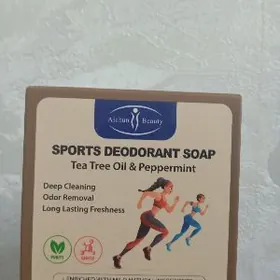 Aichun Beauty
SPORTS DEODORANT SOAP
Tea Tree Oil & Peppermint
Deep Cleaning
Odor Removal
Long Lasting Freshness